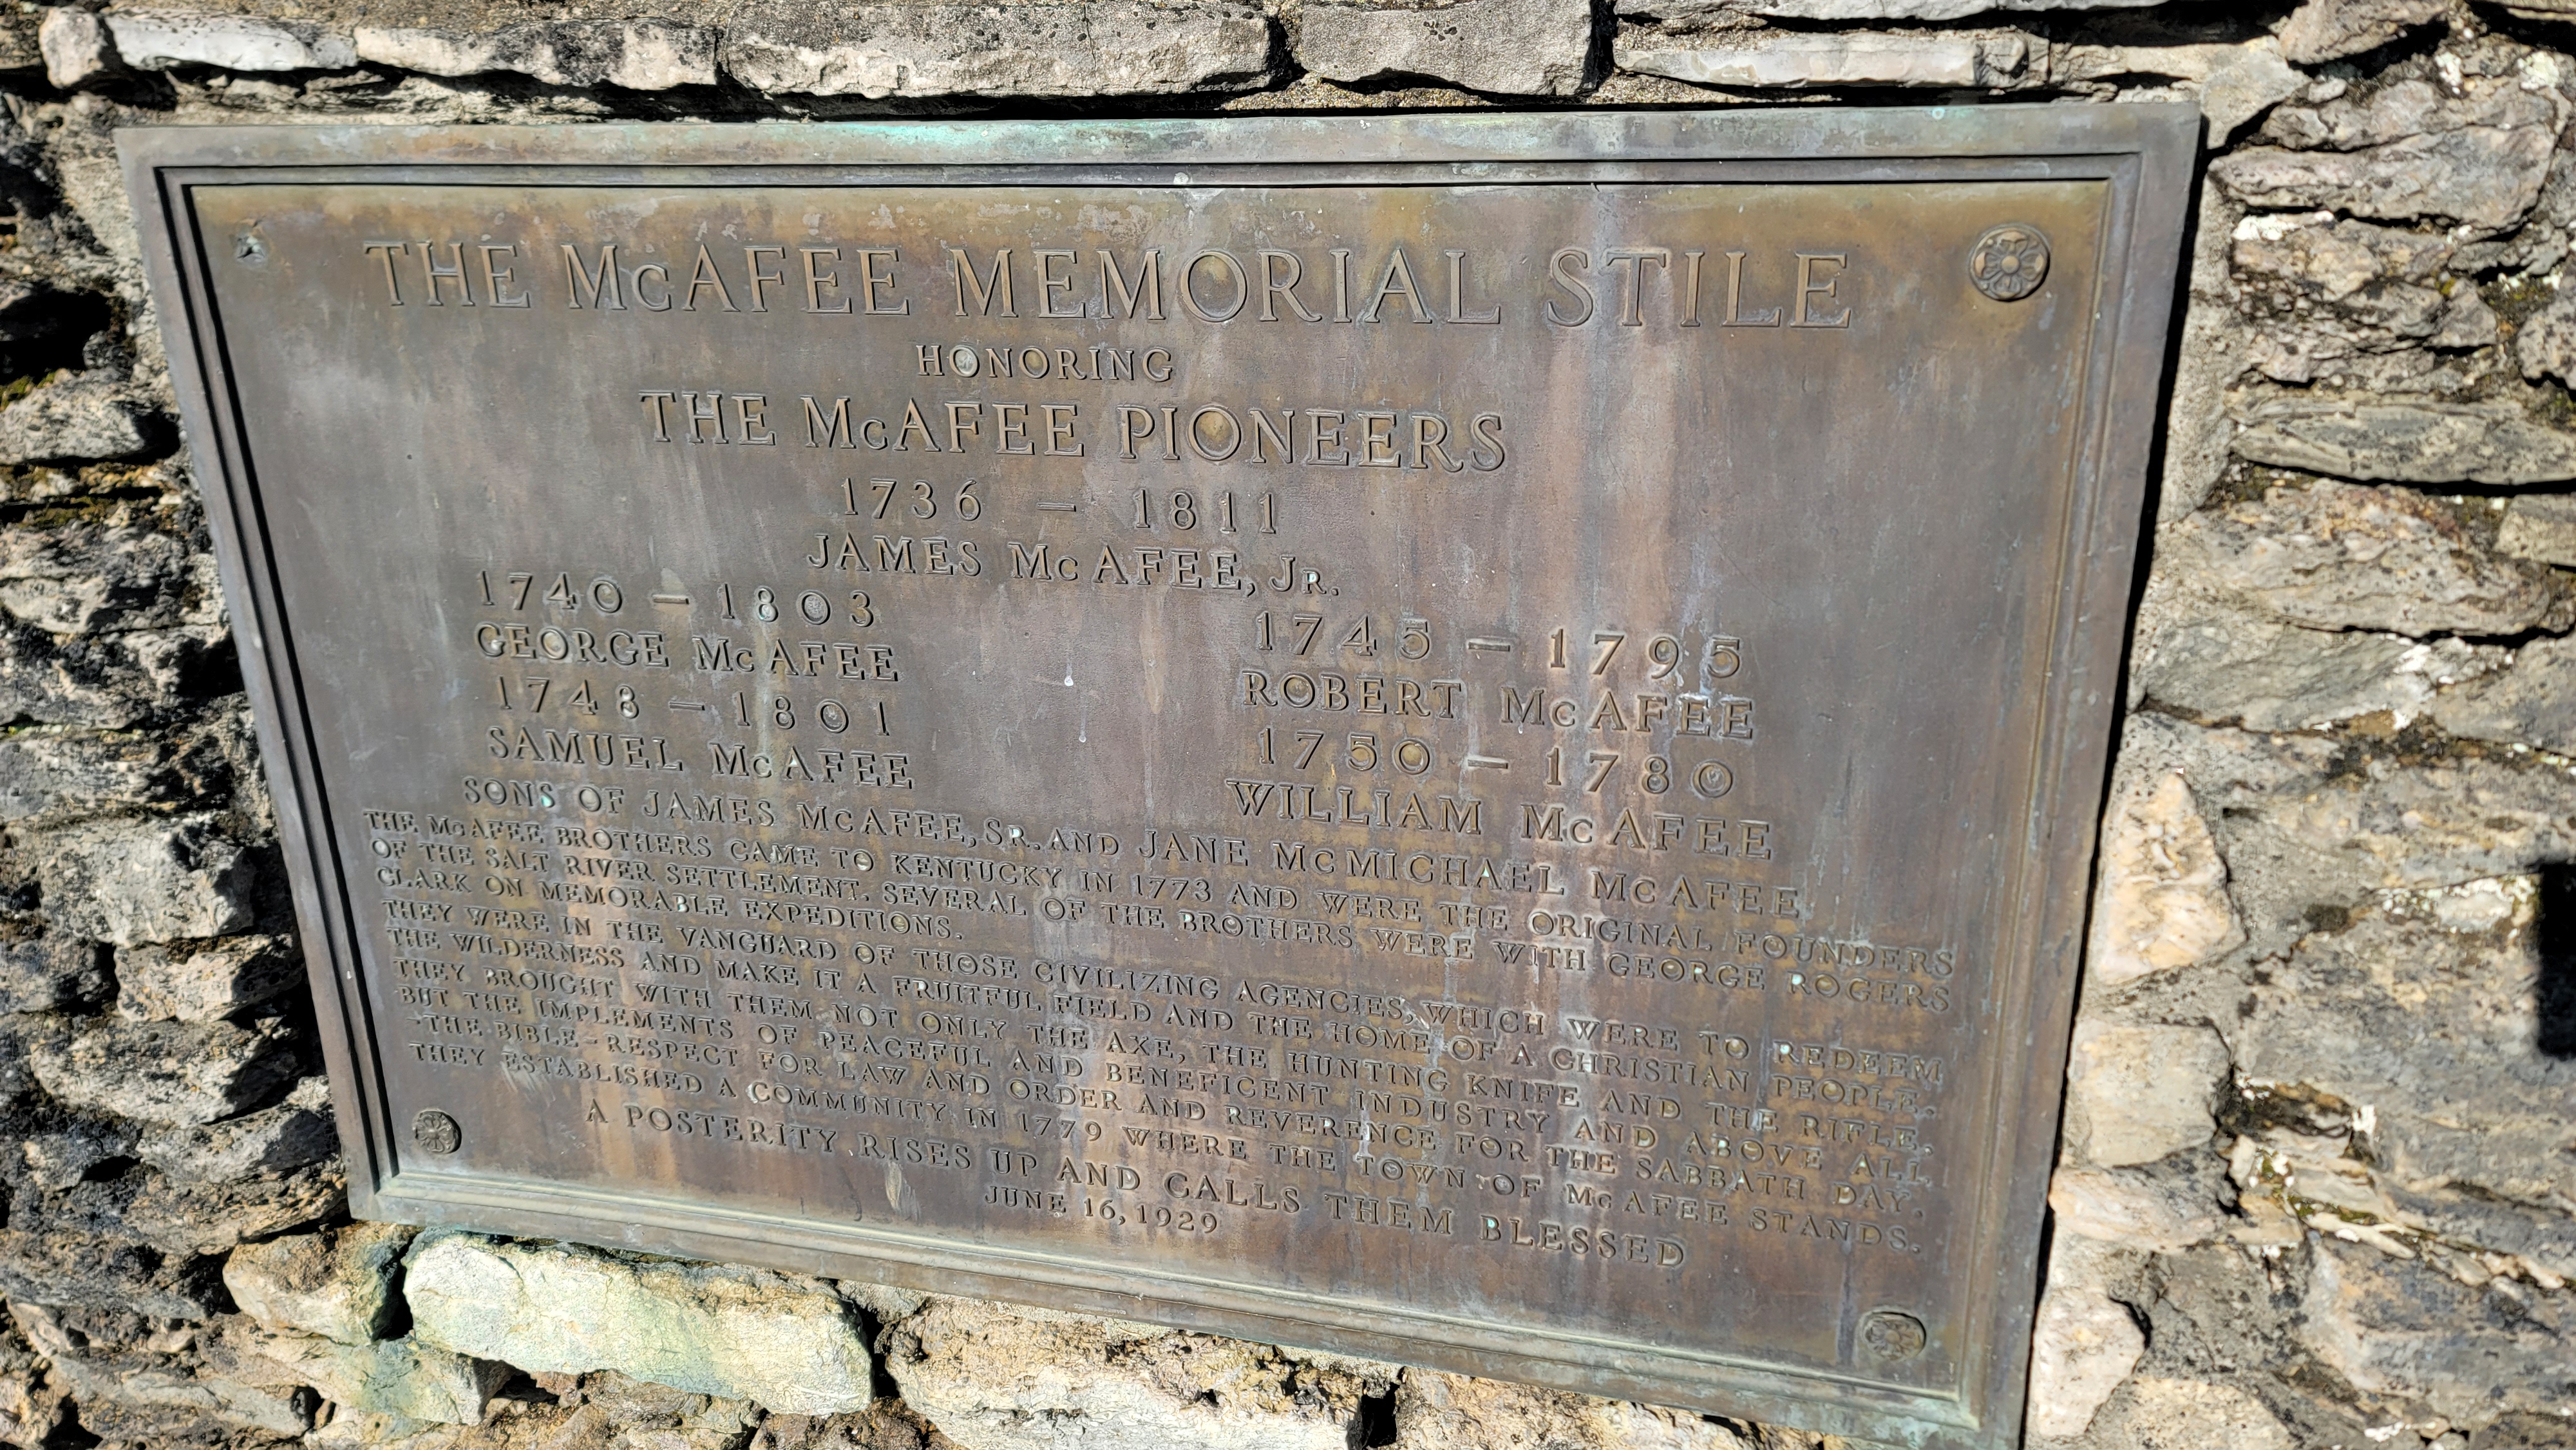 THE McAFEE MEMORIAL STILE
HONORING
THE McAFEE PIONEERS
1736 – 1811
JAMES McAFEE, JR.
1740 – 1803
GEORGE McAFEE
1748 – 1801
SAMUEL McAFEE
1745 – 1795
ROBERT McAFEE
1750 – 1780
WILLIAM McAFEE
SONS OF JAMES McAFEE, SR. AND JANE McMICHAEL McAFEE
THE McAFEE BROTHERS CAME TO KENTUCKY IN 1773 AND WERE THE ORIGINAL FOUNDERS
OF THE SALT RIVER SETTLEMENT. SEVERAL OF THE BROTHERS WERE WITH GEORGE ROGERS
CLARK ON MEMORABLE EXPEDITIONS.
THEY WERE IN THE VANGUARD OF THOSE CIVILIZING AGENCIES, WHICH WERE TO REDEEM
THE WILDERNESS AND MAKE IT A FRUITFUL FIELD AND THE HOME OF A CHRISTIAN PEOPLE.
THEY BROUGHT WITH THEM NOT ONLY THE AXE, THE HUNTING KNIFE AND THE RIFLE,
BUT THE IMPLEMENTS OF PEACEFUL AND BENEFICENT INDUSTRY AND ABOVE ALL
-THE BIBLE-RESPECT FOR LAW AND ORDER AND REVERENCE FOR THE SABBATH DAY.
THEY ESTABLISHED A COMMUNITY IN 1779 WHERE THE TOWN OF McAFEE STANDS.
A POSTERITY RISES UP AND CALLS THEM BLESSED
JUNE 16, 1929